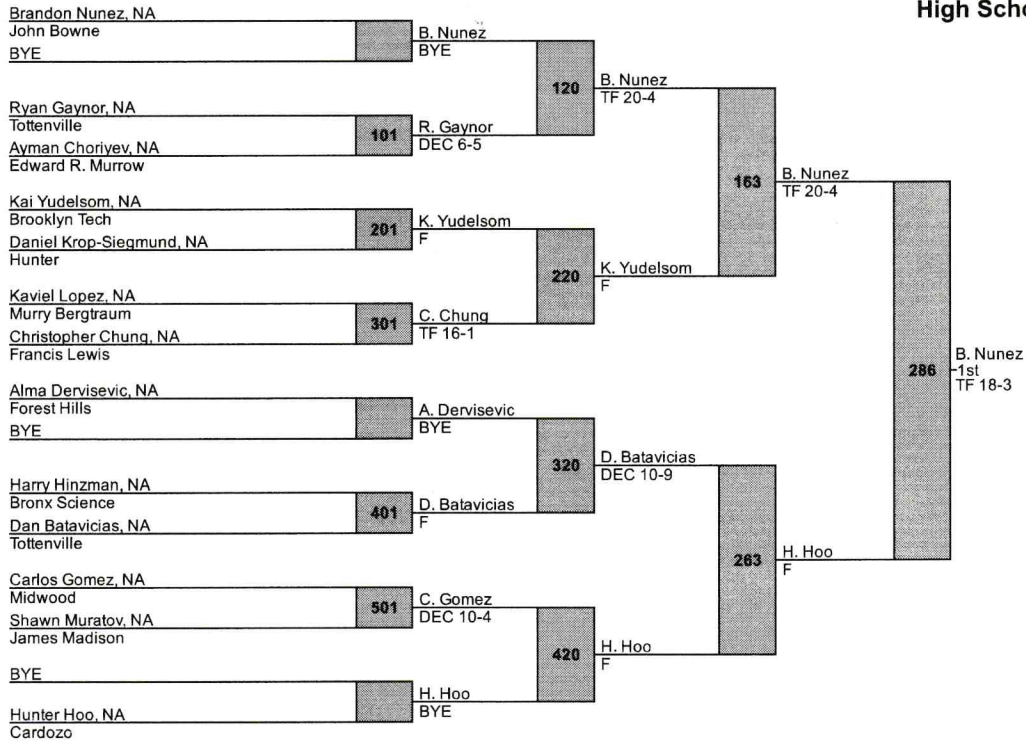 High Scho
Brandon Nunez, NA
John Bowne
BYE
B. Nunez
BYE
120
B. Nunez
TF 20-4
Ryan Gaynor, NA
Tottenville
101
R. Gaynor
DEC 6-5
Ayman Choriyev, NA
Edward R. Murrow
163
B. Nunez
TF 20-4
Kai Yudelsom, NA
Brooklyn Tech
201
K. Yudelsom
F
Daniel Krop-Siegmund, NA
Hunter
220
K. Yudelsom
F
Kaviel Lopez, NA
Murry Bergtraum
301
C. Chung
TF 16-1
Christopher Chung, NA
Francis Lewis
286
B. Nunez
1st
TF 18-3
Alma Dervisevic, NA
Forest Hills
BYE
A. Dervisevic
BYE
320
D. Batavicias
DEC 10-9
Harry Hinzman, NA
Bronx Science
401
D. Batavicias
F
Dan Batavicias, NA
Tottenville
263
H. Hoo
F
Carlos Gomez, NA
Midwood
501
C. Gomez
DEC 10-4
Shawn Muratov, NA
James Madison
420
H. Hoo
F
BYE
H. Hoo
BYE
Hunter Hoo, NA
Cardozo